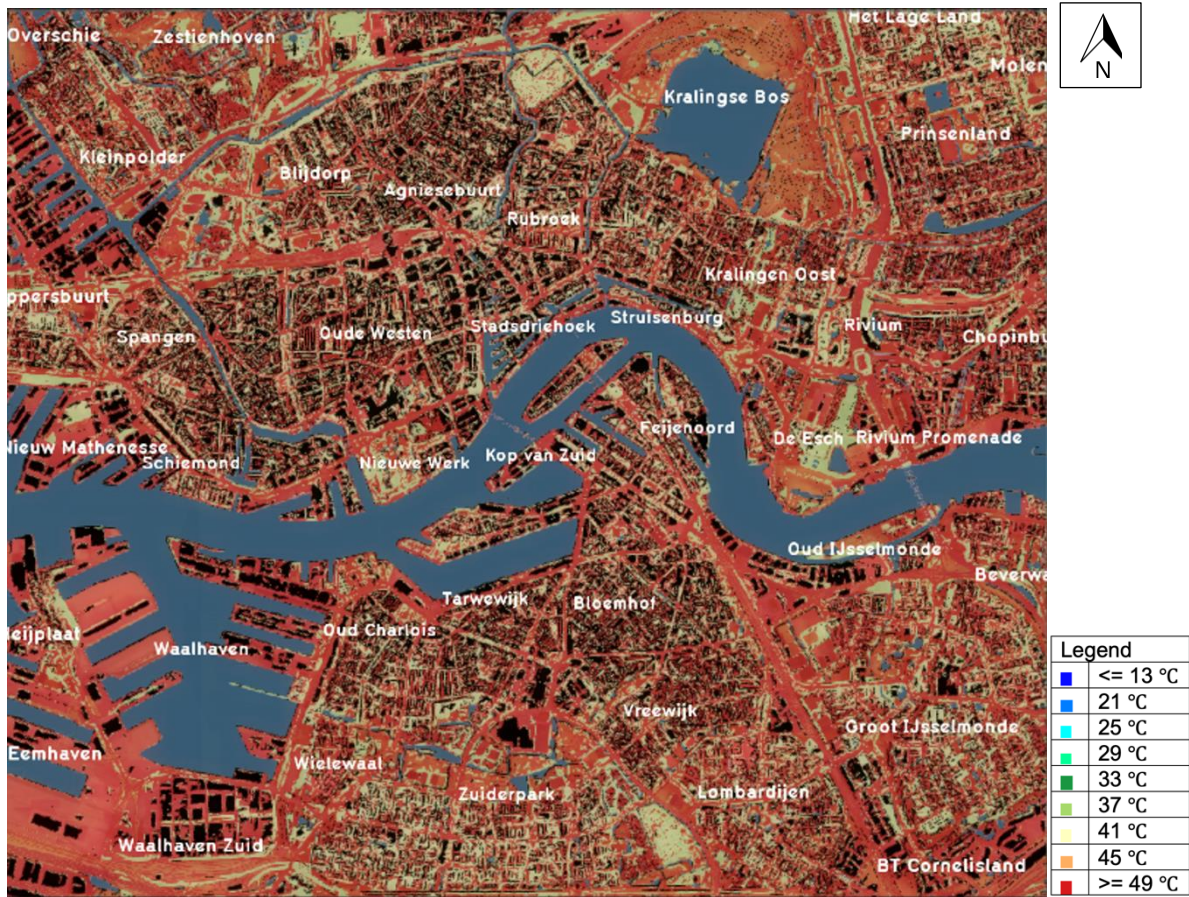 Het Lage Land
Overschie
Zestienhoven
Molen
Kralingse Bos
Prinsenland
Kleinpolder
Blijdorp
Agniesebuurt
Rubroek
Kralingen Oost
ppersbuurt
Spangen
Oude Westen
Stadsdriehoek
Struisenburg
Rivium
Chopinbu
Nieuw Mathenesse
Schiemond
Nieuwe Werk
Kop van Zuid
Feijenoord
De Esch
Rivium Promenade
Oud IJsselmonde
Beverwa
Tarwewijk
Bloemhof
Oud Charlois
eijplaat
Waalhaven
Vreewijk
Groot IJsselmonde
Eemhaven
Wielewaal
Zuiderpark
Lombardijen
Waalhaven Zuid
BT Cornelisland
N
Legend
<= 13 °C
21 °C
25 °C
29 °C
33 °C
37 °C
41 °C
45 °C
>= 49 °C